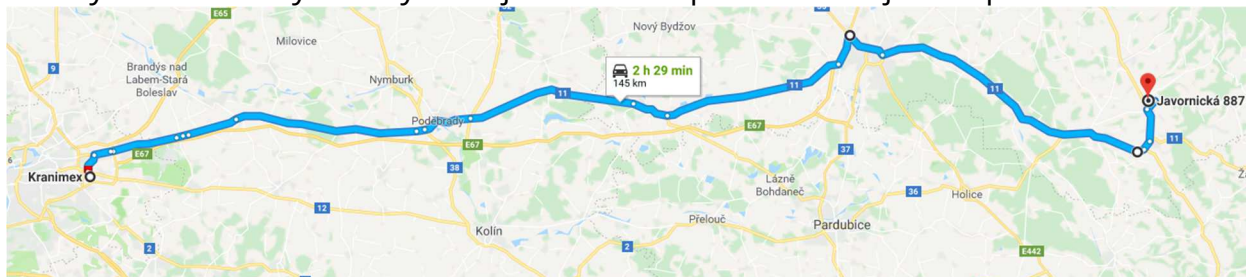 E65
Nový Bydžov
Milovice
9
Brandýs nad
Labem-Stará
Boleslav
Nymburk
2 h 29 min
145 km
11
11
11
Javornická 887
Poděbrady
E67
E67
E67
11
38
37
Kranimex
Lázně
Bohdaneč
36
Holice
12
Přelouč
Pardubice
Kolín
2
2
E442